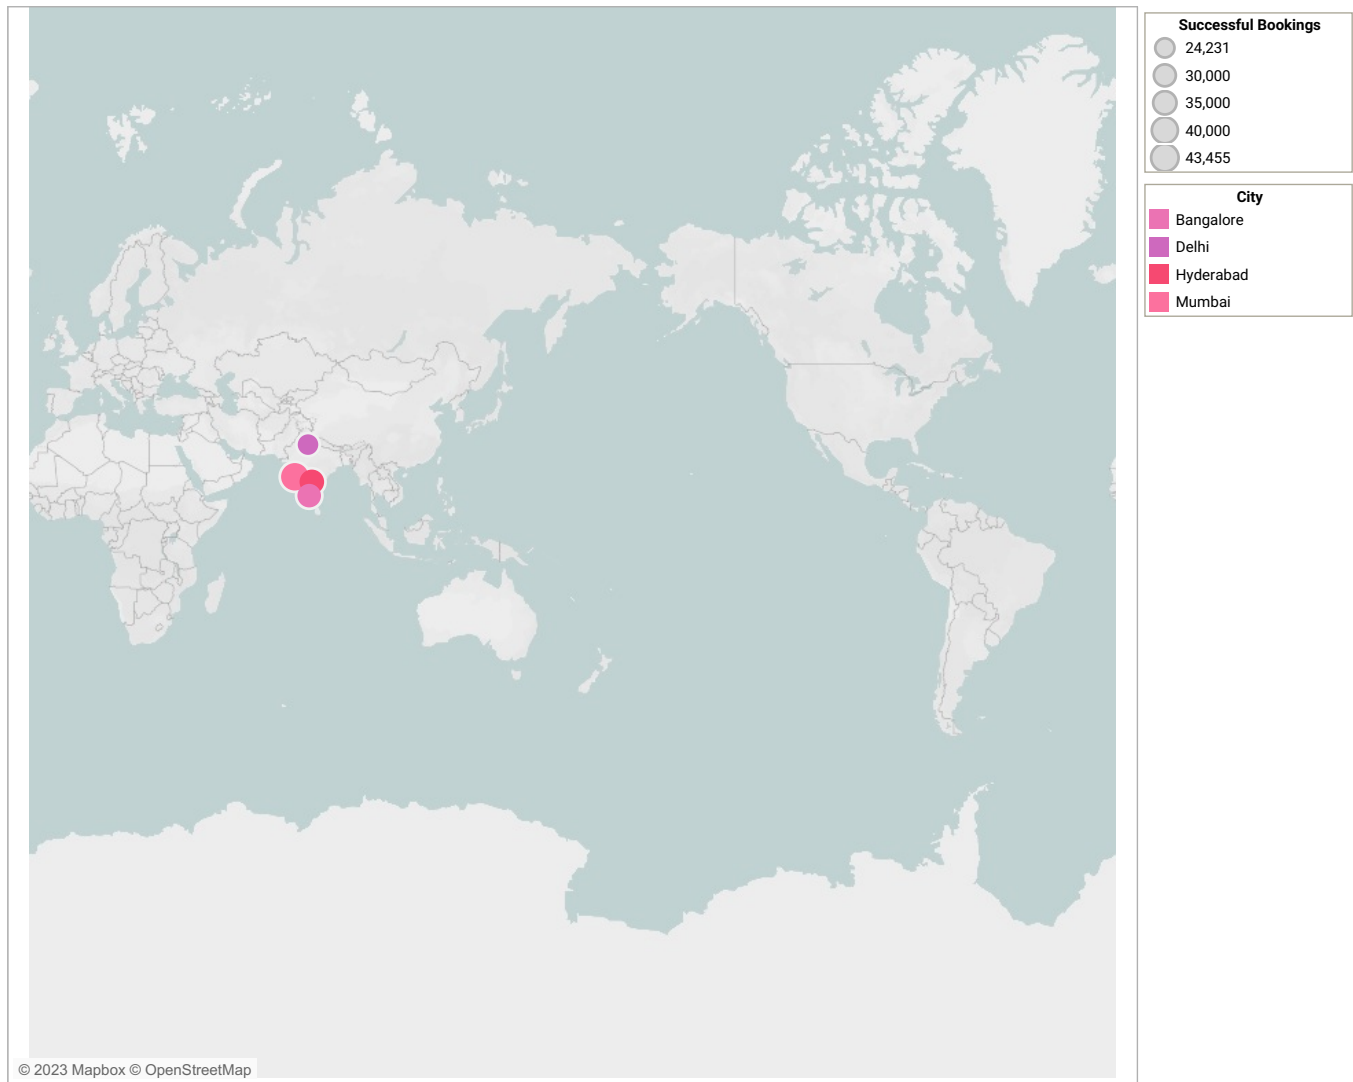 Successful Bookings
24,231
30,000
35,000
40,000
43,455
City
Bangalore
Delhi
Hyderabad
Mumbai
© 2023 Mapbox © OpenStreetMap